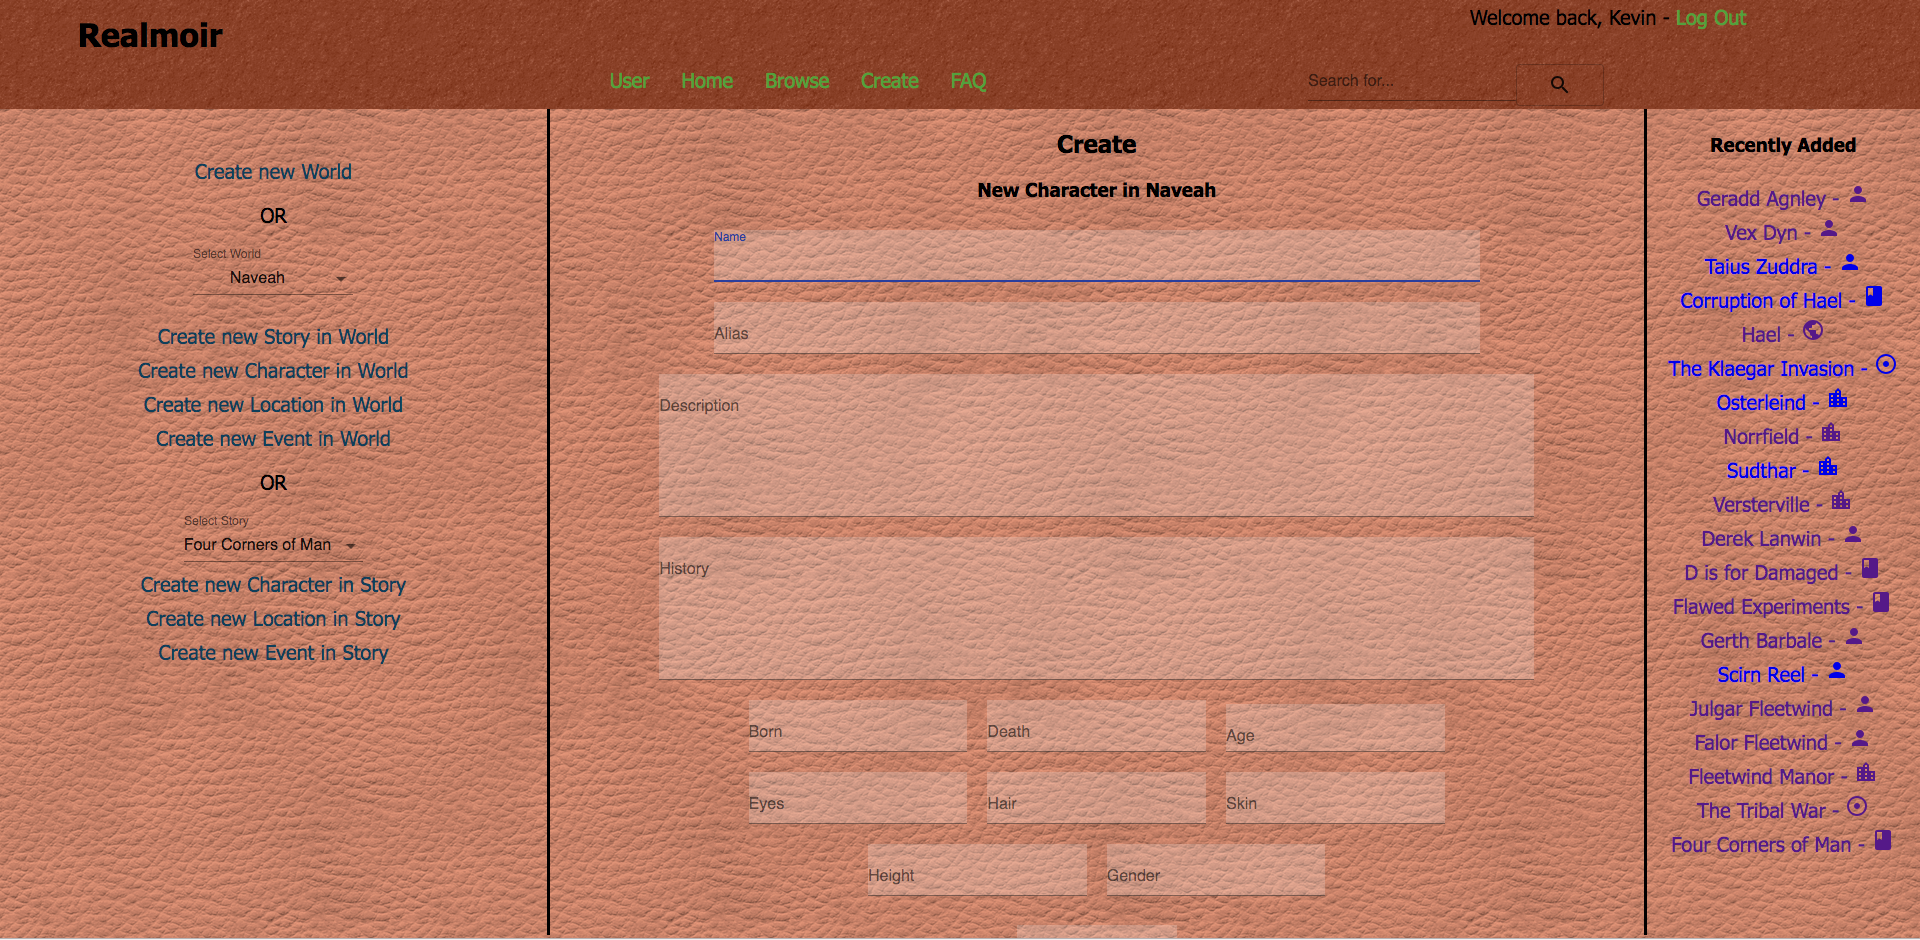 Realmoir
Welcome back, Kevin - Log Out
User Home Browse Create FAQ
Search for...
Create new World
OR
Select World
Naveah
Create new Story in World
Create new Character in World
Create new Location in World
Create new Event in World
OR
Select Story
Four Corners of Man
Create new Character in Story
Create new Location in Story
Create new Event in Story
Create
New Character in Naveah
Name
Alias
Description
History
Born Death Age
Eyes Hair Skin
Height Gender
Recently Added
Geradd Agnley -
Vex Dyn -
Taius Zuddra -
Corruption of Hael -
Hael -
The Klaegar Invasion -
Osterleind -
Norrfield -
Sudthar -
Versterville -
Derek Lanwin -
D is for Damaged -
Flawed Experiments -
Gerth Barbale -
Scirn Reel -
Julgar Fleetwind -
Falor Fleetwind -
Fleetwind Manor -
The Tribal War -
Four Corners of Man -